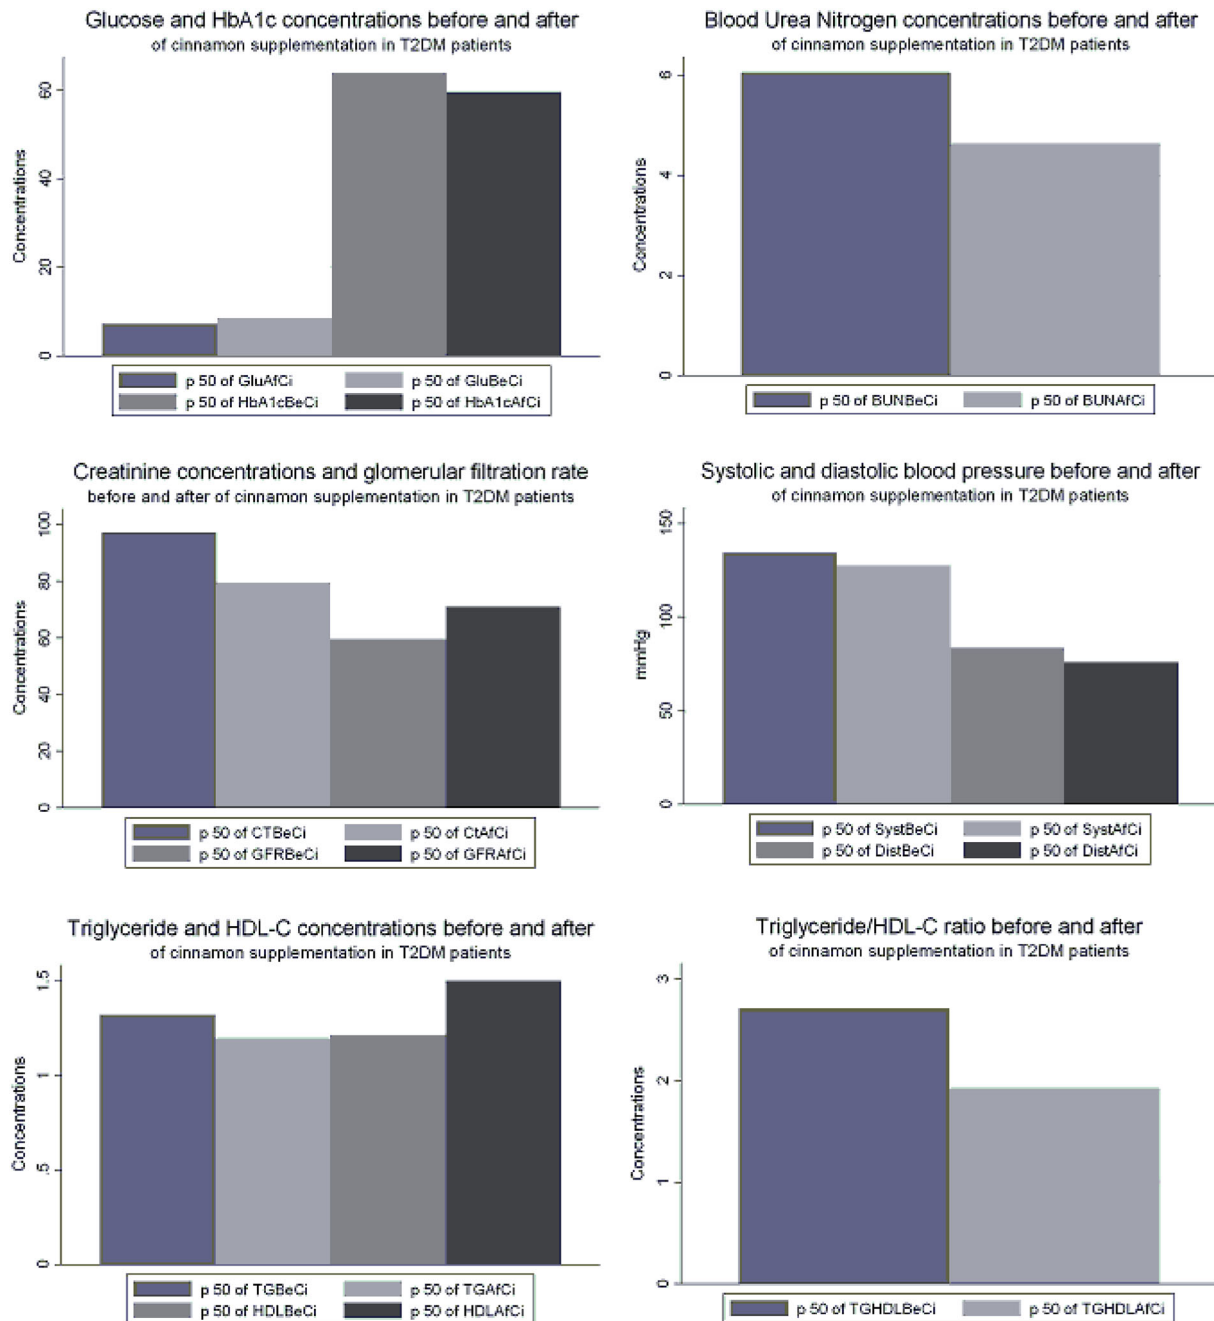 Glucose and HbA1c concentrations before and after
of cinnamon supplementation in T2DM patients
Concentrations
60
40
20
0
p 50 of GluAfCi
p 50 of GluBeCi
p 50 of HbA1cBeCi
p 50 of HbA1cAfCi
Blood Urea Nitrogen concentrations before and after
of cinnamon supplementation in T2DM patients
Concentrations
6
4
2
0
p 50 of BUNBeCi
p 50 of BUNAfCi
Creatinine concentrations and glomerular filtration rate
before and after of cinnamon supplementation in T2DM patients
Concentrations
100
80
60
40
20
0
p 50 of CTBeCi
p 50 of CtAfCi
p 50 of GFRBeCi
p 50 of GFRAfCi
Systolic and diastolic blood pressure before and after
of cinnamon supplementation in T2DM patients
mmHg
150
100
50
0
p 50 of SystBeCi
p 50 of SystAfCi
p 50 of DistBeCi
p 50 of DistAfCi
Triglyceride and HDL-C concentrations before and after
of cinnamon supplementation in T2DM patients
Concentrations
1.5
1
.5
0
p 50 of TGBeCi
p 50 of TGAfCi
p 50 of HDLBeCi
p 50 of HDLAfCi
Triglyceride/HDL-C ratio before and after
of cinnamon supplementation in T2DM patients
Concentrations
3
2
1
0
p 50 of TGHDLBeCi
p 50 of TGHDLAfCi